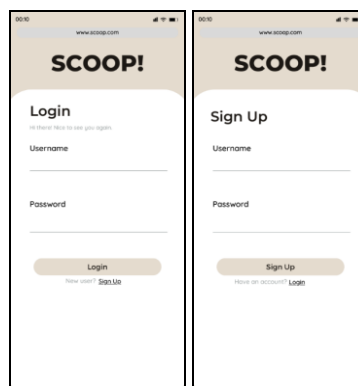 00:10
www.scoop.com
SCOOP!
Login
Hi there! Nice to see you again.
Username
Password
Login
New user? Sign Up
00:10
www.scoop.com
SCOOP!
Sign Up
Username
Password
Sign Up
Have an account? Login